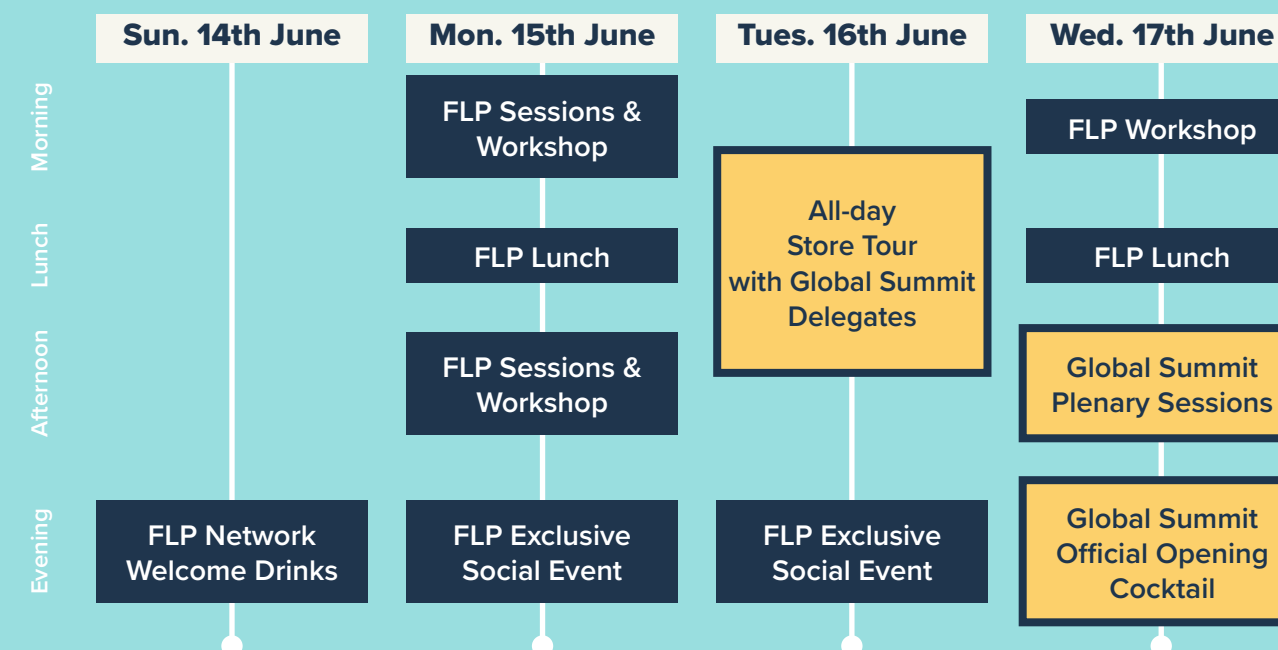 Sun. 14th June
Mon. 15th June
Tues. 16th June
Wed. 17th June
Morning
FLP Sessions &
Workshop
FLP Workshop
All-day
Store Tour
with Global Summit
Delegates
Lunch
FLP Lunch
FLP Lunch
Afternoon
FLP Sessions &
Workshop
Global Summit
Plenary Sessions
Evening
FLP Network
Welcome Drinks
FLP Exclusive
Social Event
FLP Exclusive
Social Event
Global Summit
Official Opening
Cocktail